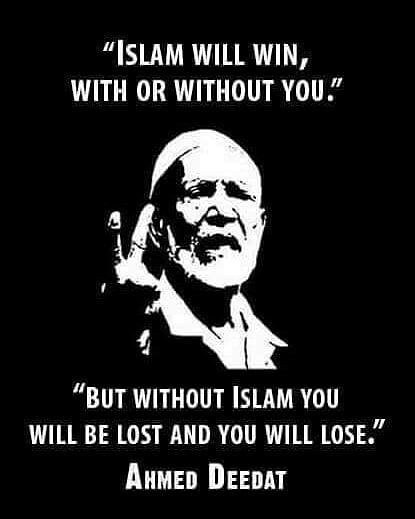 “Islam will win,
with or without you.”
“But without Islam you
will be lost and you will lose.”
Ahmed Deedat